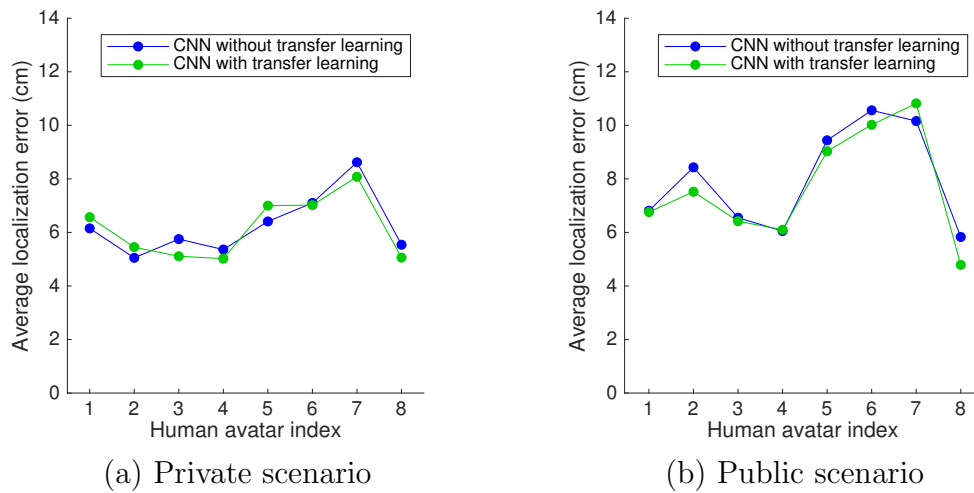 14
12
10
8
6
4
2
0
Average localization error (cm)
CNN without transfer learning
CNN with transfer learning
1 2 3 4 5 6 7 8
Human avatar index
(a) Private scenario
14
12
10
8
6
4
2
0
Average localization error (cm)
CNN without transfer learning
CNN with transfer learning
1 2 3 4 5 6 7 8
Human avatar index
(b) Public scenario